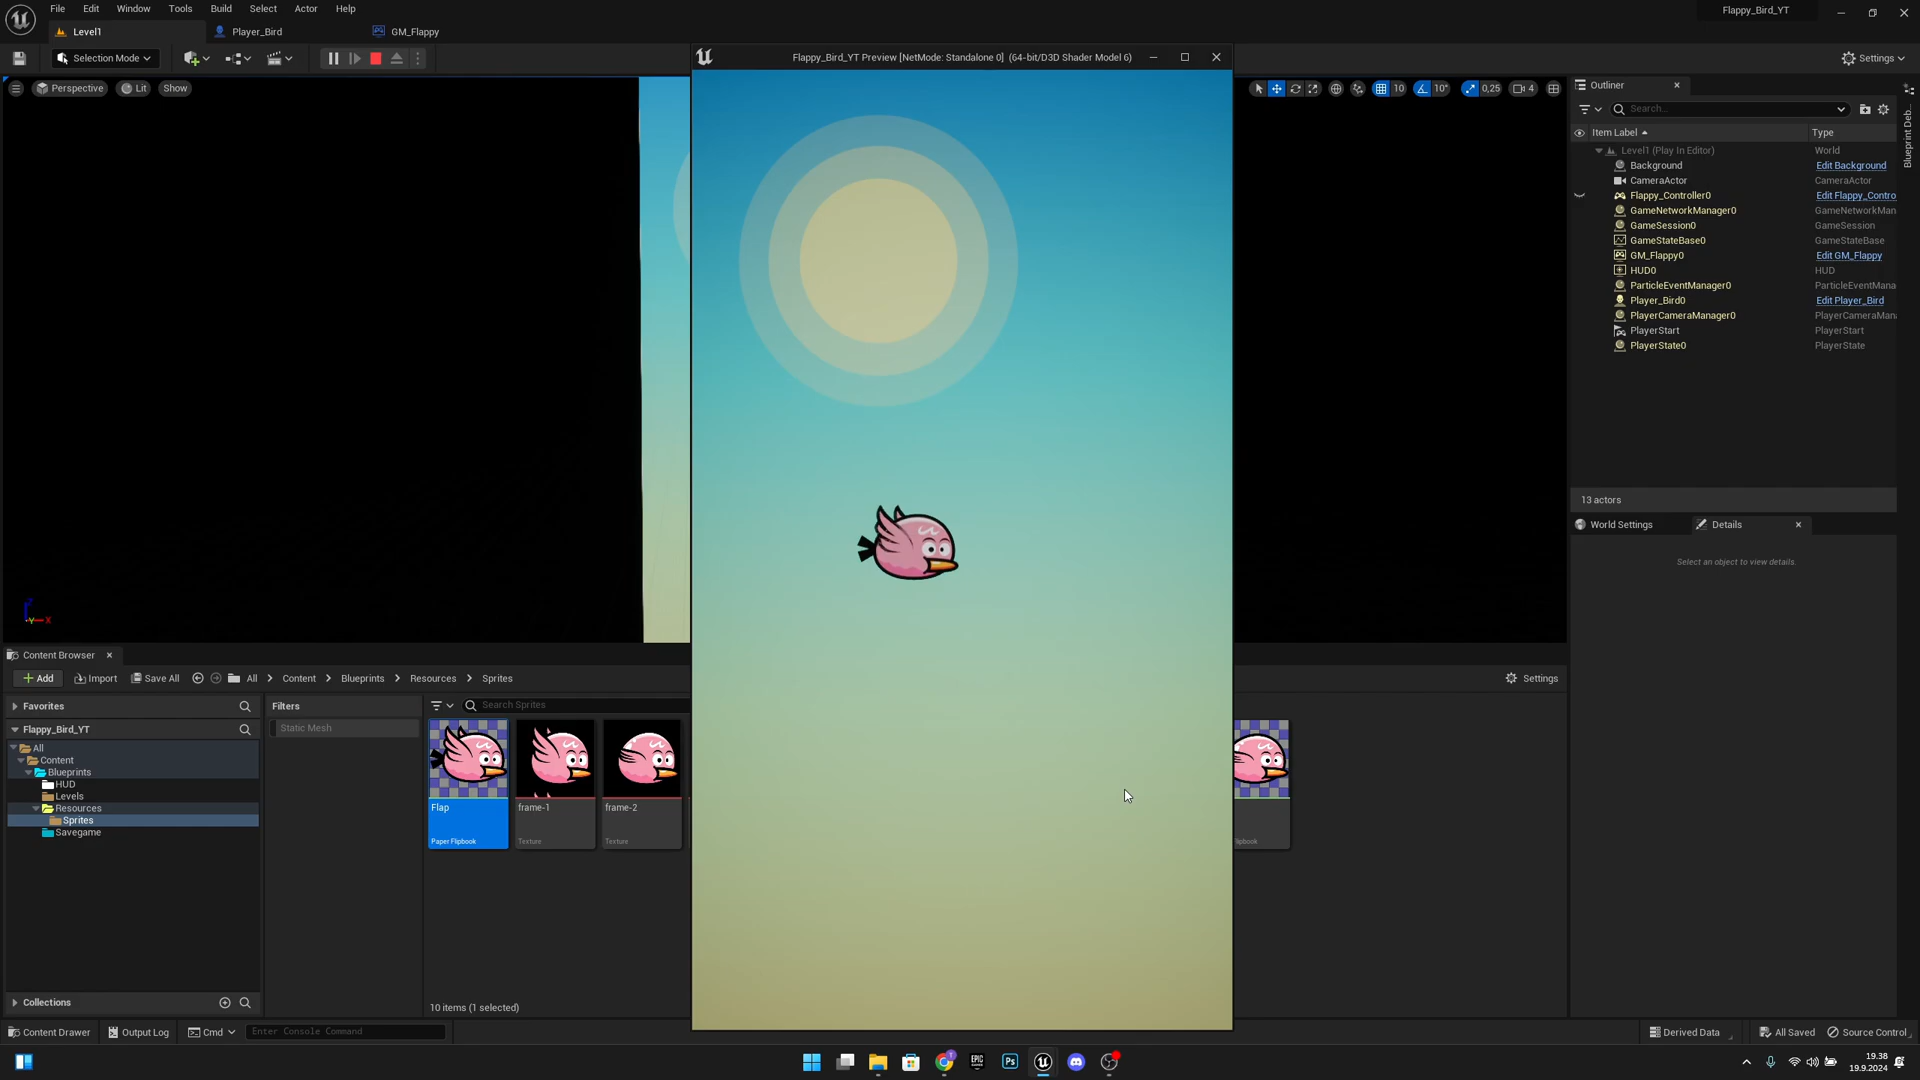 File Edit Window Tools Build Select Actor Help
Flappy_Bird_YT
Level1 Player_Bird GM_Flappy
Selection Mode
Settings
Flappy_Bird_YT Preview [NetMode: Standalone 0] (64-bit/D3D Shader Model 6)
Perspective Lit Show
10 10° 0,25 4
Outliner
Search...
Item Label Type
Level1 (Play In Editor) World
Background Edit Background
CameraActor CameraActor
Flappy_Controller0 Edit Flappy_Contro
GameNetworkManager0 GameNetworkMan
GameSession0 GameSession
GameStateBase0 GameStateBase
GM_Flappy0 Edit GM_Flappy
HUD0 HUD
ParticleEventManager0 ParticleEventMana
Player_Bird0 Edit Player_Bird
PlayerCameraManager0 PlayerCameraMan
PlayerStart PlayerStart
PlayerState0 PlayerState
Blueprint Deb...
13 actors
World Settings Details
Select an object to view details.
Z
Y X
Content Browser
Add Import Save All All Content Blueprints Resources Sprites
Settings
Favorites
Filters
Search Sprites
Flappy_Bird_YT
Static Mesh
All
Content
Blueprints
HUD
Levels
Resources
Sprites
Savegame
Flap frame-1 frame-2
Paper Flipbook Texture Texture lipbook
Collections
10 items (1 selected)
Content Drawer Output Log Cmd Enter Console Command
Derived Data All Saved Source Control
Ps
EPIC
GAMES
19.38
19.9.2024